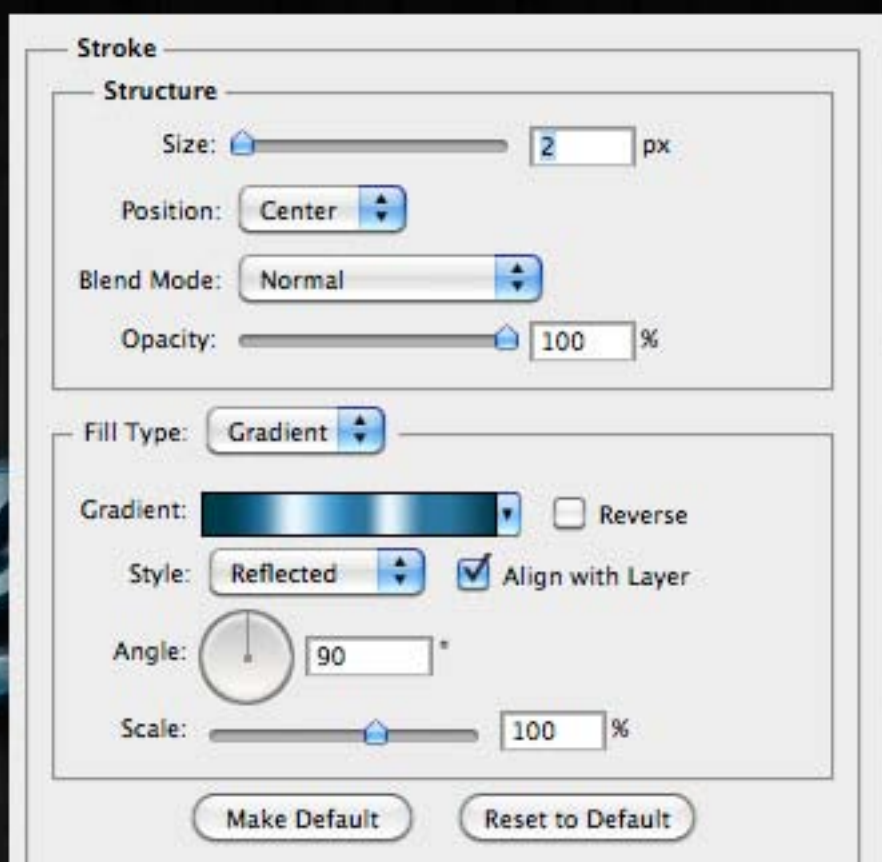 Stroke
Structure
Size: 2 px
Position: Center
Blend Mode: Normal
Opacity: 100 %
Fill Type: Gradient
Gradient: Reverse
Style: Reflected Align with Layer
Angle: 90 °
Scale: 100 %
Make Default Reset to Default